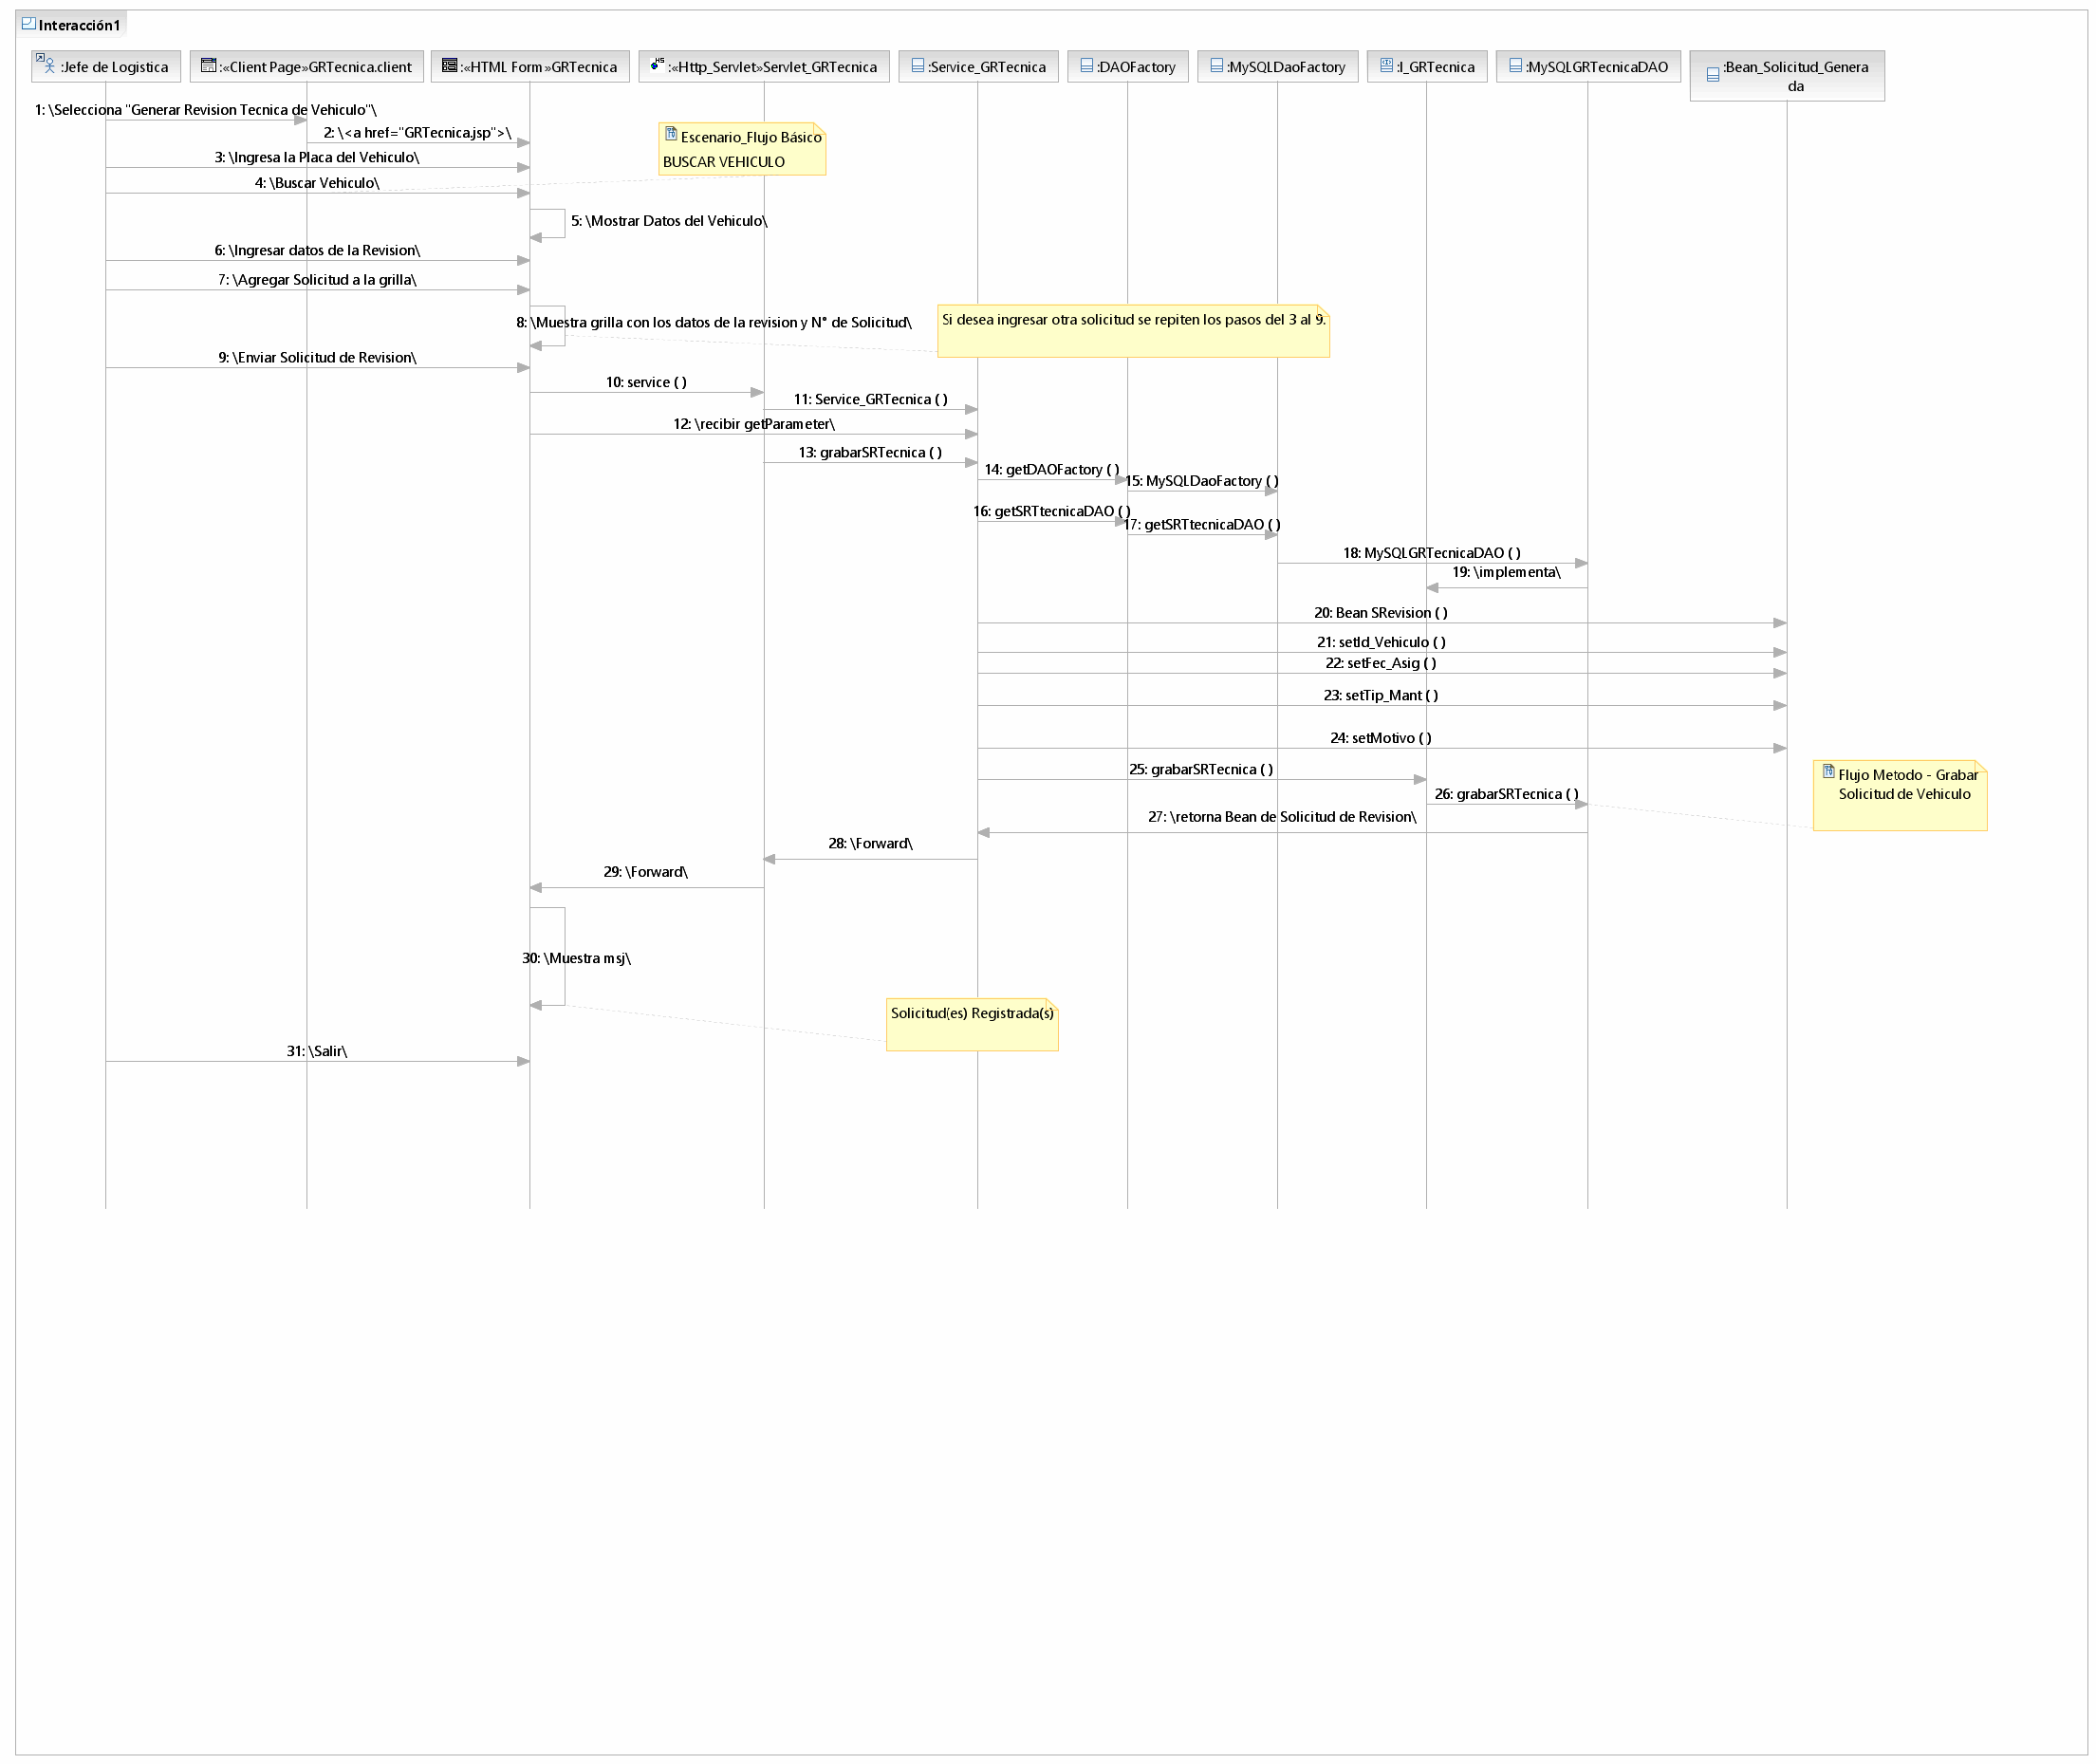 Interacción1
:Jefe de Logistica
:«Client Page»GRTecnica.client
:«HTML Form»GRTecnica
:«Http_Servlet»Servlet_GRTecnica
:Service_GRTecnica
:DAOFactory
:MySQLDaoFactory
:I_GRTecnica
:MySQLGRTecnicaDAO
:Bean_Solicitud_Genera
da
1: \Selecciona "Generar Revision Tecnica de Vehiculo"\
2: \<a href="GRTecnica.jsp">\
Escenario_Flujo Básico
BUSCAR VEHICULO
3: \Ingresa la Placa del Vehiculo\
4: \Buscar Vehiculo\
5: \Mostrar Datos del Vehiculo\
6: \Ingresar datos de la Revision\
7: \Agregar Solicitud a la grilla\
8: \Muestra grilla con los datos de la revision y N° de Solicitud\
Si desea ingresar otra solicitud se repiten los pasos del 3 al 9.
9: \Enviar Solicitud de Revision\
10: service ( )
11: Service_GRTecnica ( )
12: \recibir getParameter\
13: grabarSRTecnica ( )
14: getDAOFactory ( )
15: MySQLDaoFactory ( )
16: getSRTtecnicaDAO ( )
17: getSRTtecnicaDAO ( )
18: MySQLGRTecnicaDAO ( )
19: \implementa\
20: Bean SRevision ( )
21: setId_Vehiculo ( )
22: setFec_Asig ( )
23: setTip_Mant ( )
24: setMotivo ( )
25: grabarSRTecnica ( )
Flujo Metodo - Grabar
Solicitud de Vehiculo
26: grabarSRTecnica ( )
27: \retorna Bean de Solicitud de Revision\
28: \Forward\
29: \Forward\
30: \Muestra msj\
Solicitud(es) Registrada(s)
31: \Salir\